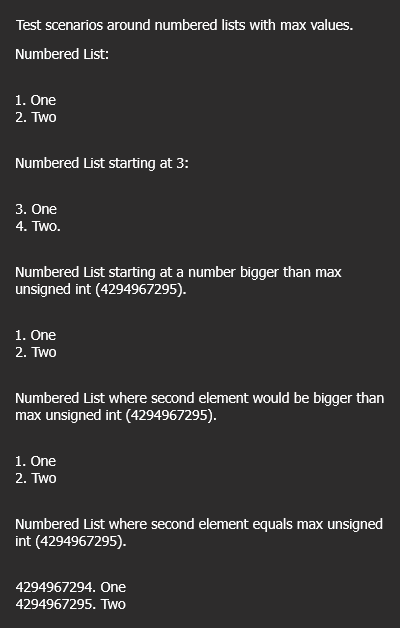 Test scenarios around numbered lists with max values.
Numbered List:
1. One
2. Two
Numbered List starting at 3:
3. One
4. Two.
Numbered List starting at a number bigger than max
unsigned int (4294967295).
1. One
2. Two
Numbered List where second element would be bigger than
max unsigned int (4294967295).
1. One
2. Two
Numbered List where second element equals max unsigned
int (4294967295).
4294967294. One
4294967295. Two